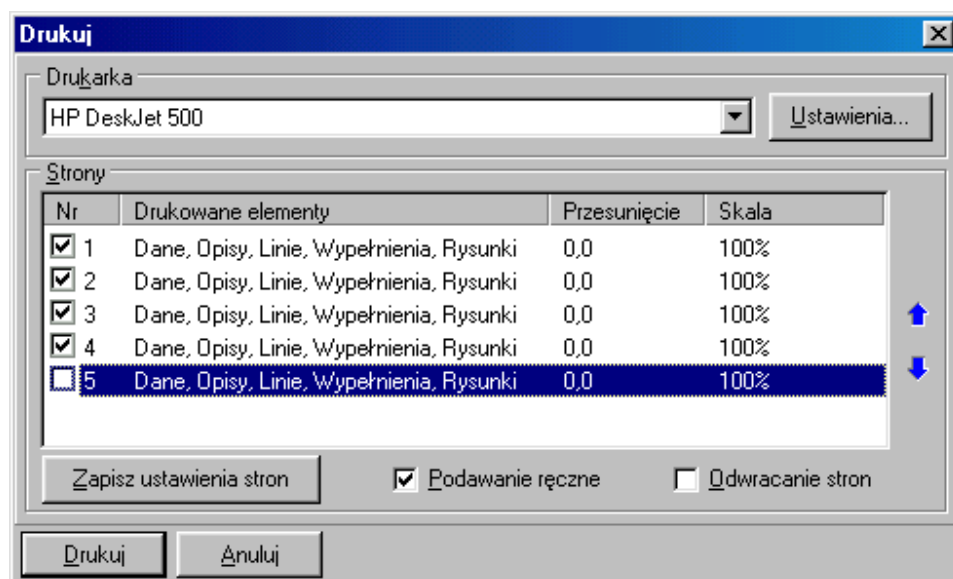 Drukuj
Drukarka
HP DeskJet 500 Ustawienia...
Strony
Nr Drukowane elementy Przesunięcie Skala
1 Dane, Opisy, Linie, Wypełnienia, Rysunki 0,0 100%
2 Dane, Opisy, Linie, Wypełnienia, Rysunki 0,0 100%
3 Dane, Opisy, Linie, Wypełnienia, Rysunki 0,0 100%
4 Dane, Opisy, Linie, Wypełnienia, Rysunki 0,0 100%
5 Dane, Opisy, Linie, Wypełnienia, Rysunki 0,0 100%
Zapisz ustawienia stron Podawanie ręczne Odwracanie stron
Drukuj Anuluj